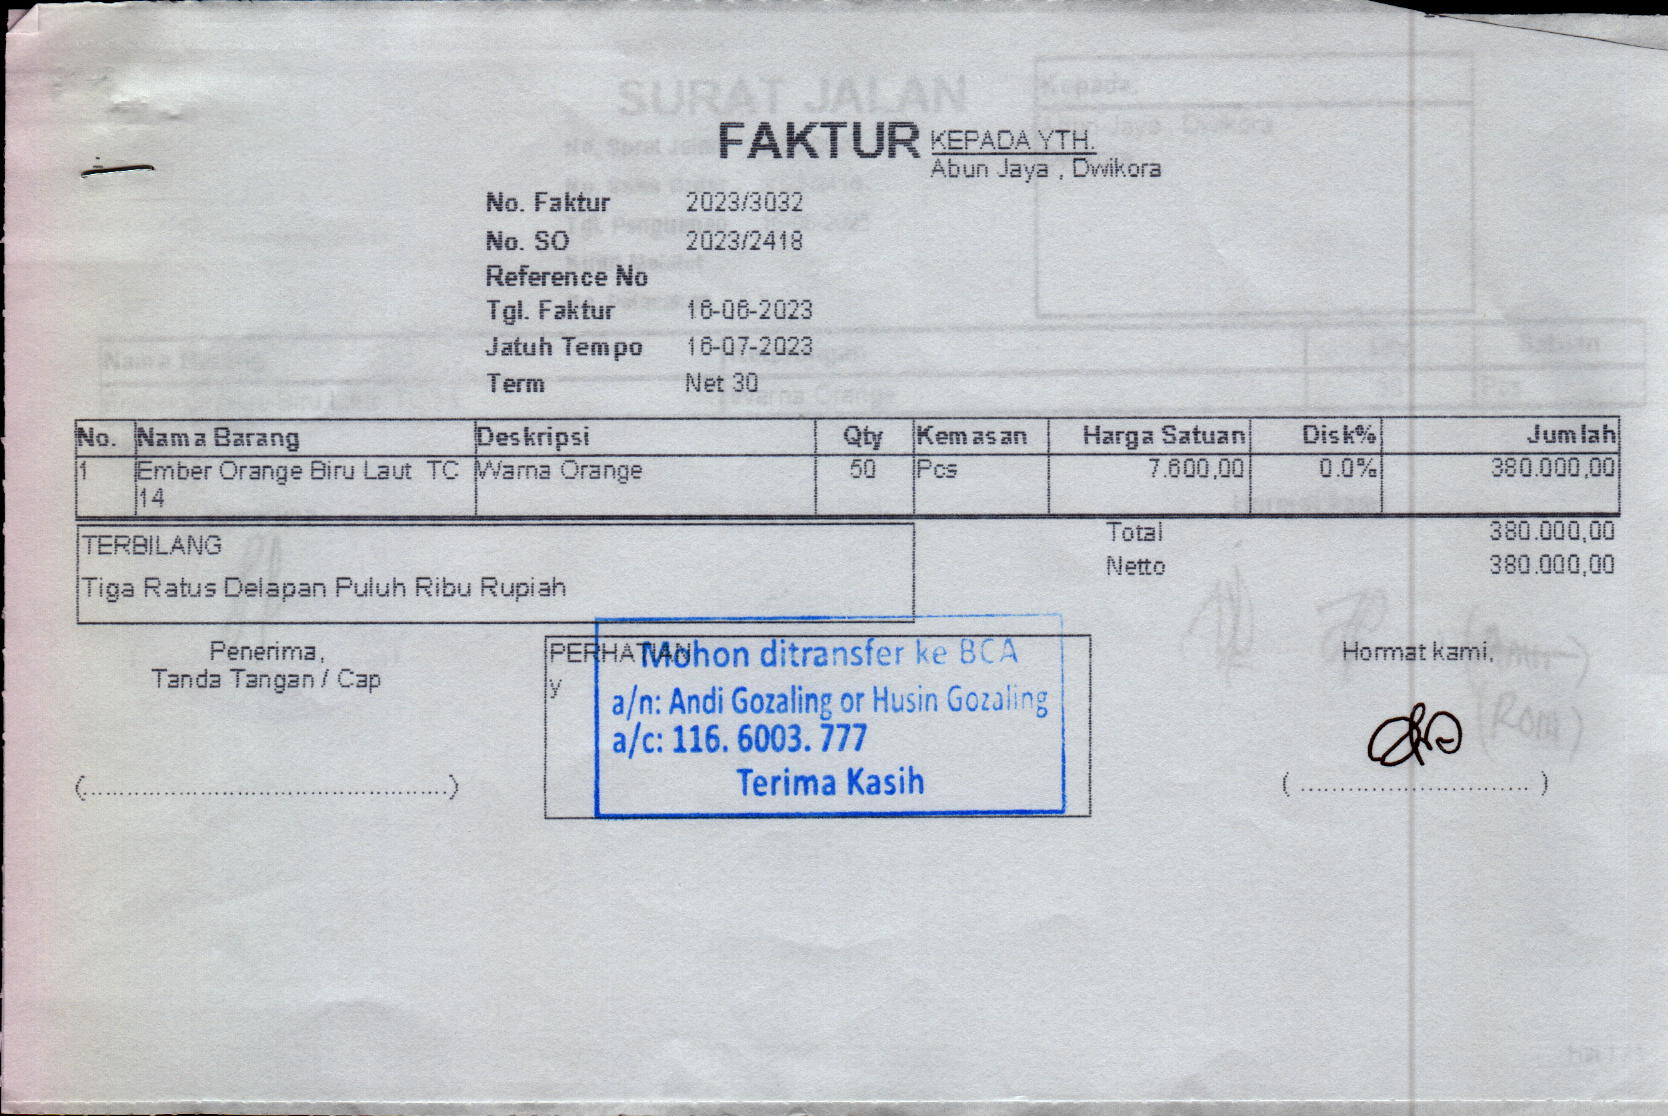 FAKTUR
KEPADA YTH.
Abun Jaya , Dwikora
No. Faktur 2023/3032
No. SO 2023/2418
Reference No
Tgl. Faktur 16-06-2023
Jatuh Tempo 16-07-2023
Term Net 30
No. Nama Barang Deskripsi Qty Kemasan Harga Satuan Disk% Jumlah
1 Ember Orange Biru Laut TC Warna Orange 50 Pcs 7.600,00 0.0% 380.000,00
14
Total 380.000,00
Netto 380.000,00
TERBILANG
Tiga Ratus Delapan Puluh Ribu Rupiah
Penerima,
Tanda Tangan / Cap
(................................................)
PERHATIAN
y
Mohon ditransfer ke BCA
a/n: Andi Gozaling or Husin Gozaling
a/c: 116. 6003. 777
Terima Kasih
Hormat kami,
( .............................. )
SURAT JALAN
Kepada: